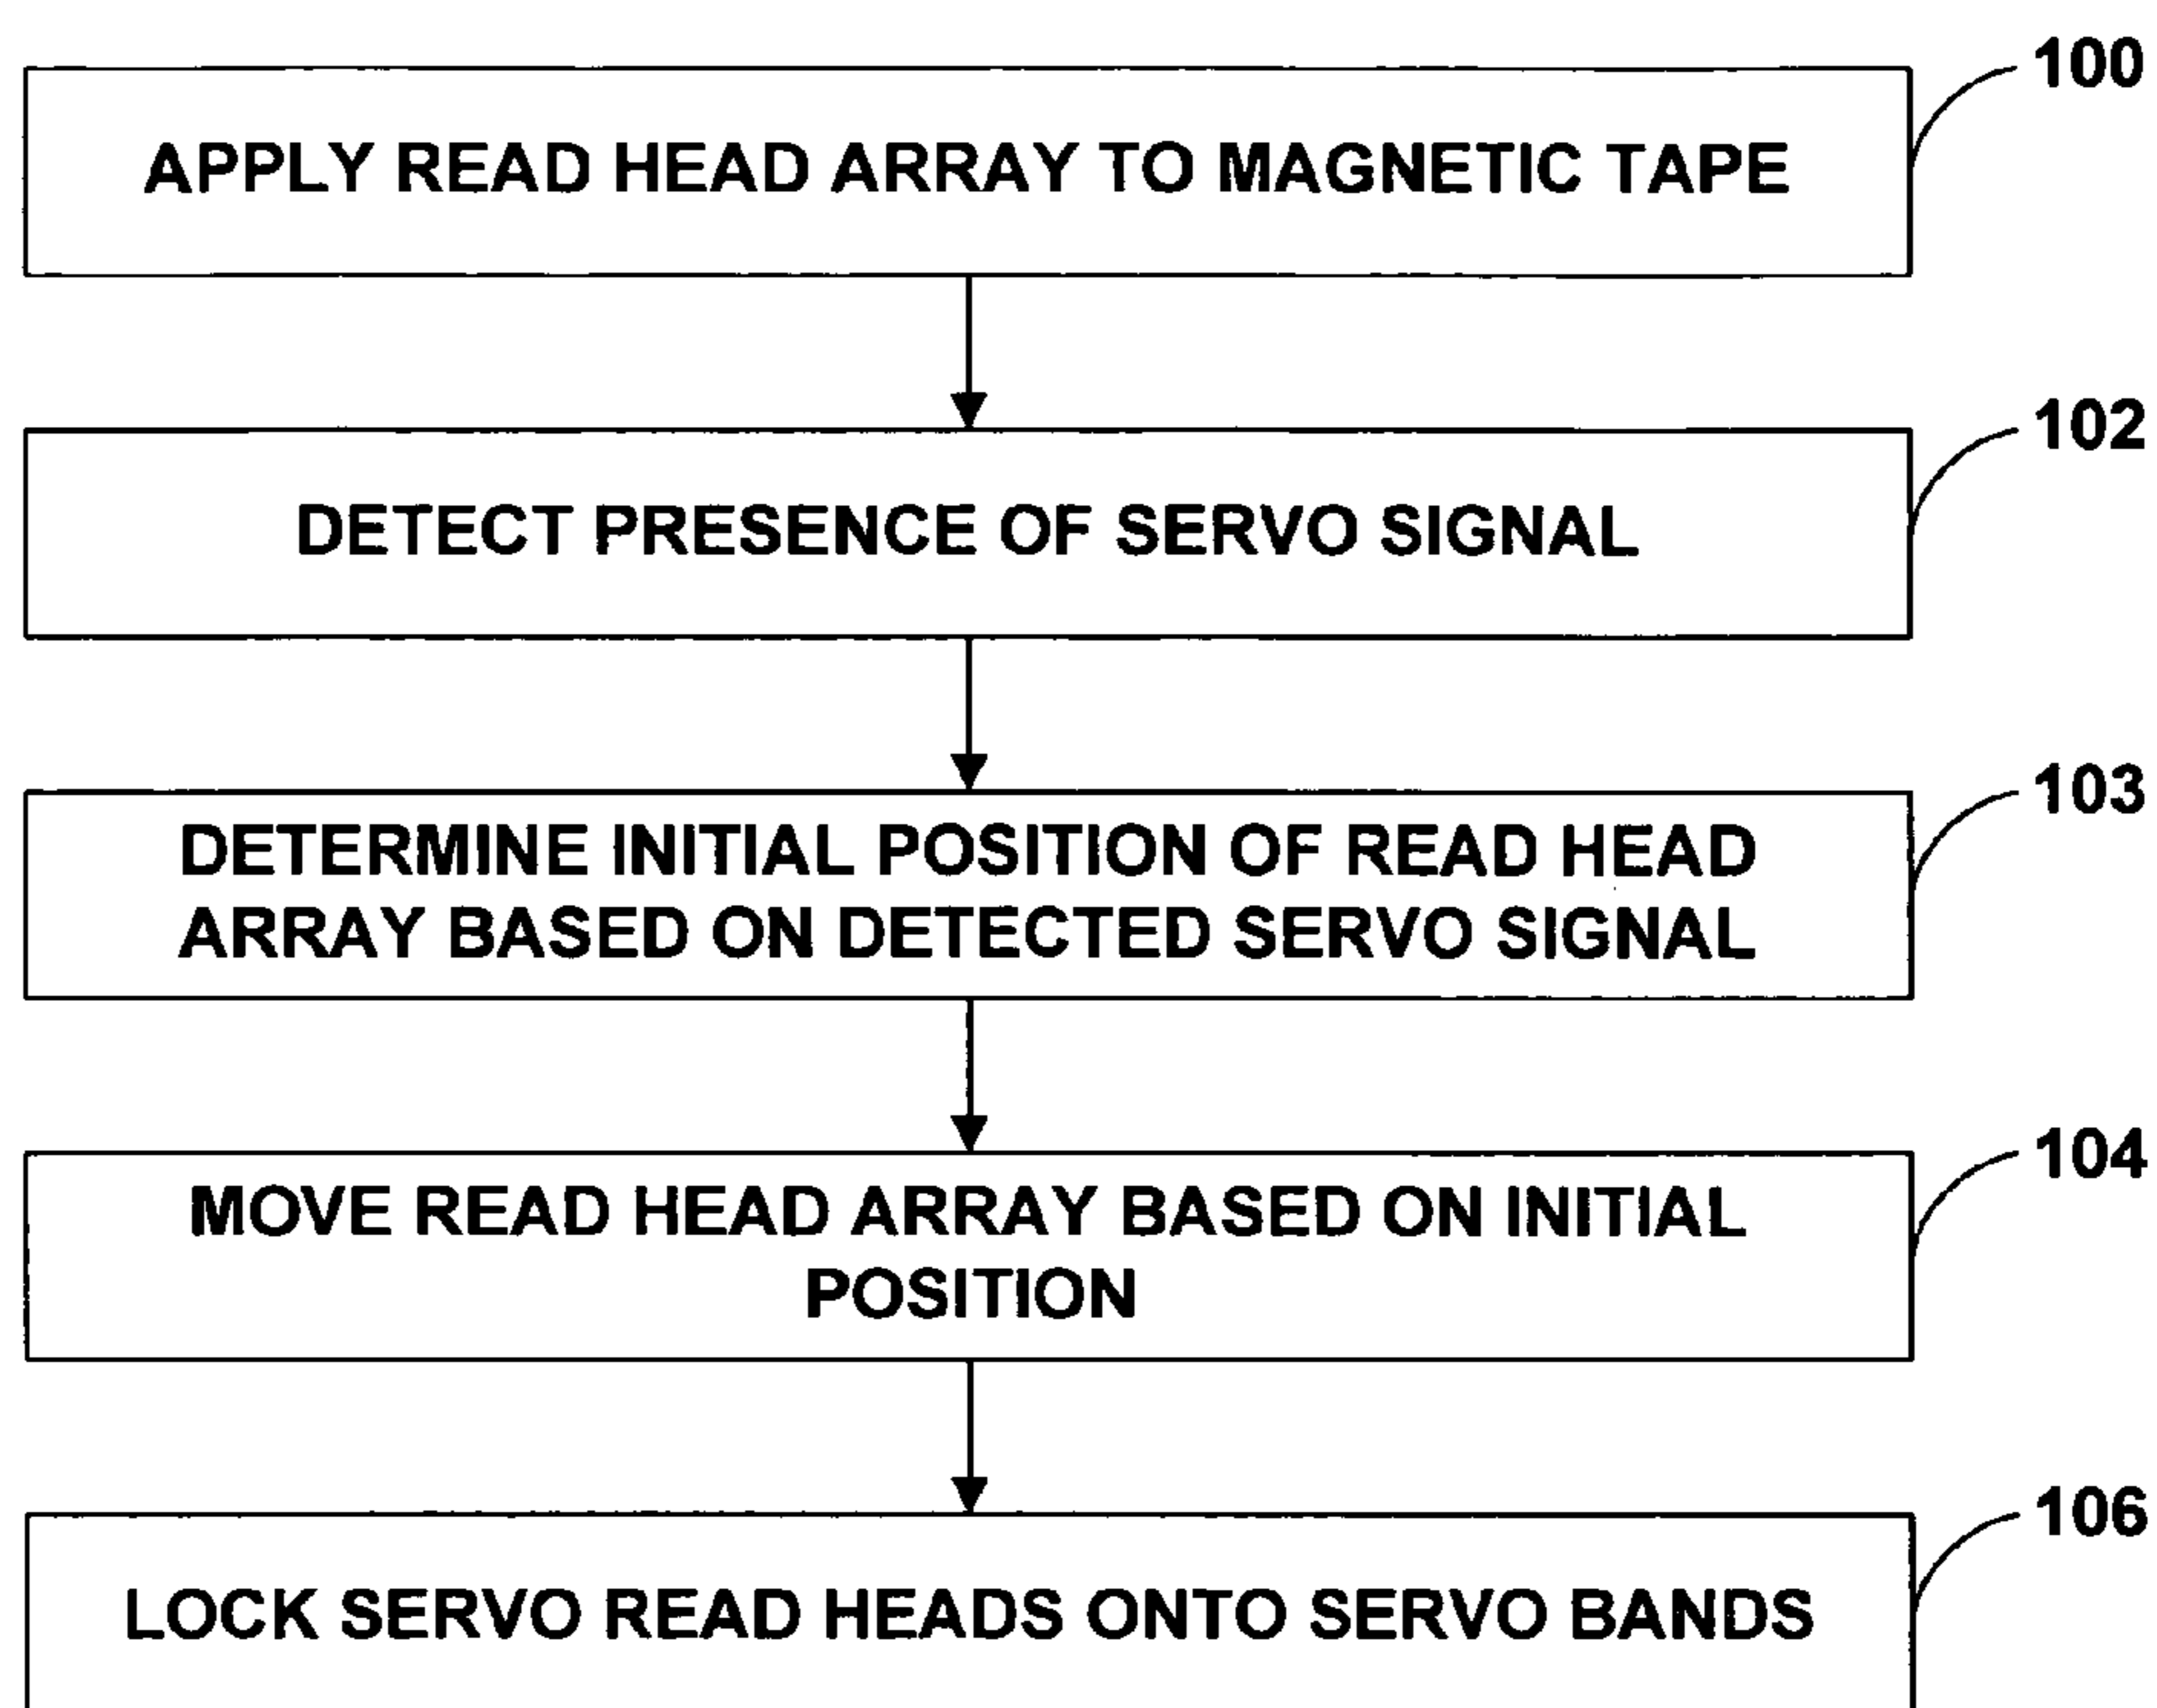 100
APPLY READ HEAD ARRAY TO MAGNETIC TAPE
102
DETECT PRESENCE OF SERVO SIGNAL
103
DETERMINE INITIAL POSITION OF READ HEAD
ARRAY BASED ON DETECTED SERVO SIGNAL
104
MOVE READ HEAD ARRAY BASED ON INITIAL
POSITION
106
LOCK SERVO READ HEADS ONTO SERVO BANDS